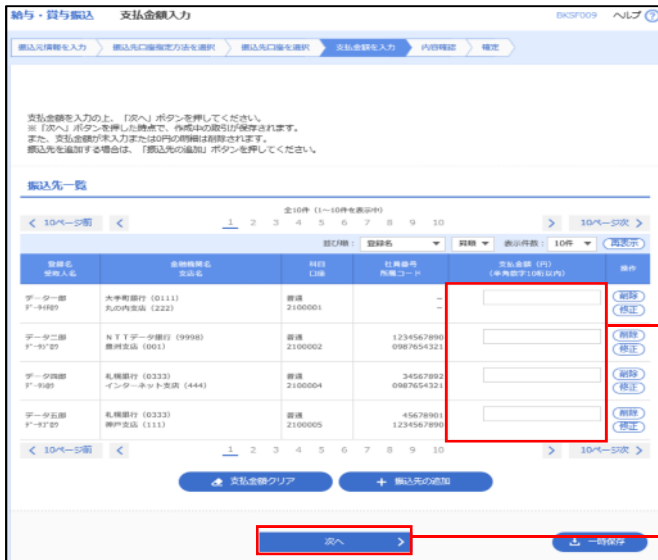 給与・賞与振込 支払金額入力 BKSF009 ヘルプ ?
振込元情報を入力 振込先口座指定方法を選択 振込先口座を選択 支払金額を入力 内容確認 確定
支払金額を入力の上、「次へ」ボタンを押してください。
※「次へ」ボタンを押した時点で、作成中の取引が保存されます。
また、支払金額が未入力または0円の明細は削除されます。
振込先を追加する場合は、「振込先の追加」ボタンを押してください。
振込先一覧
全10件 (1~10件を表示中)
< 10ページ前 < 1 2 3 4 5 6 7 8 9 10 > 10ページ次 >
並び順: 登録名 昇順 表示件数: 10件 再表示
登録名 金融機関名 科目 社員番号 支払金額 (円) 操作
受取人名 支店名 口座 所属コード (半角数字10桁以内)
データ一郎 大手町銀行 (0111) 普通 - 削除
丸の内支店 (222) 2100001 - 修正
データ二郎 NTTデータ銀行 (9998) 普通 1234567890 削除
豊洲支店 (001) 2100002 0987654321 修正
データ四郎 札幌銀行 (0333) 普通 34567892 削除
インターネット支店 (444) 2100004 0987654321 修正
データ五郎 札幌銀行 (0333) 普通 45678901 削除
神戸支店 (111) 2100005 1234567890 修正
< 10ページ前 < 1 2 3 4 5 6 7 8 9 10 > 10ページ次 >
支払金額クリア + 振込先の追加
次へ > 一時保存